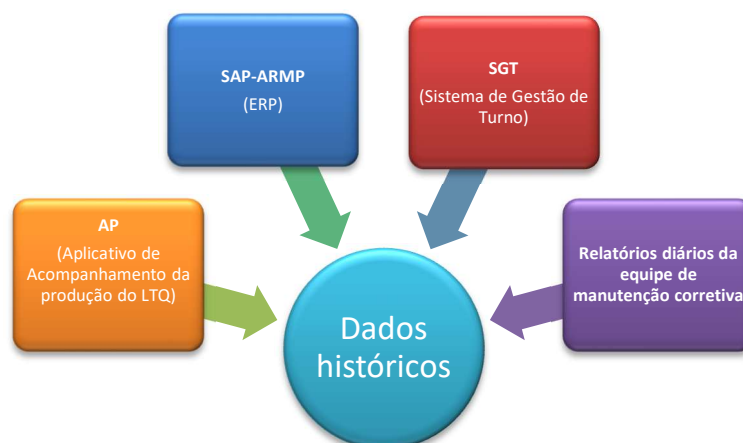 SAP-ARMP
(ERP)
SGT
(Sistema de Gestão de
Turno)
AP
(Aplicativo de
Acompanhamento da
produção do LTQ)
Relatórios diários da
equipe de
manutenção corretiva
Dados
históricos